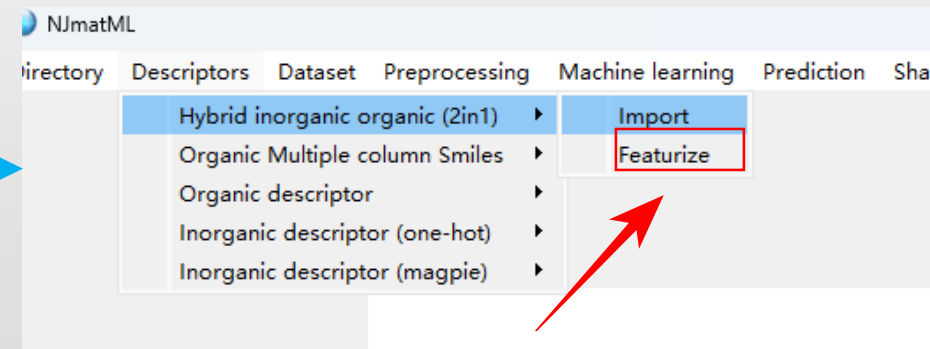 NJmatML
Directory Descriptors Dataset Preprocessing Machine learning Prediction Sha
Hybrid inorganic organic (2in1) Import
Organic Multiple column Smiles Featurize
Organic descriptor
Inorganic descriptor (one-hot)
Inorganic descriptor (magpie)